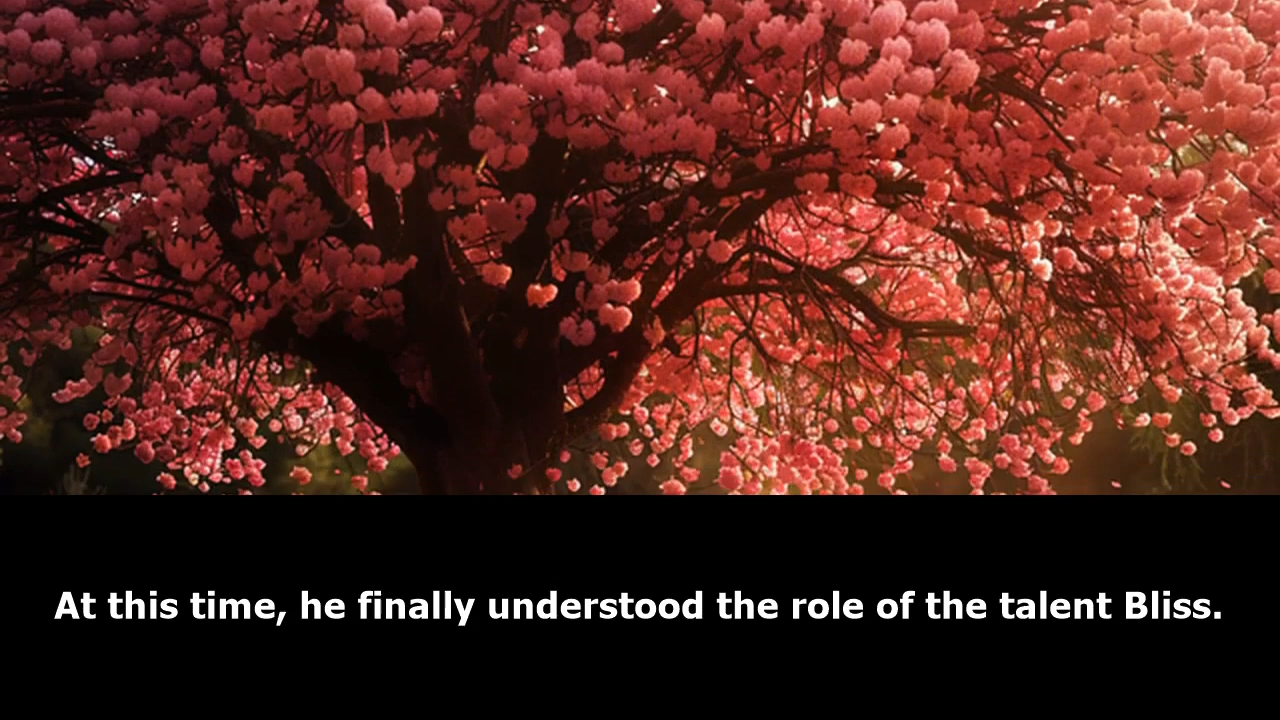 At this time, he finally understood the role of the talent Bliss.